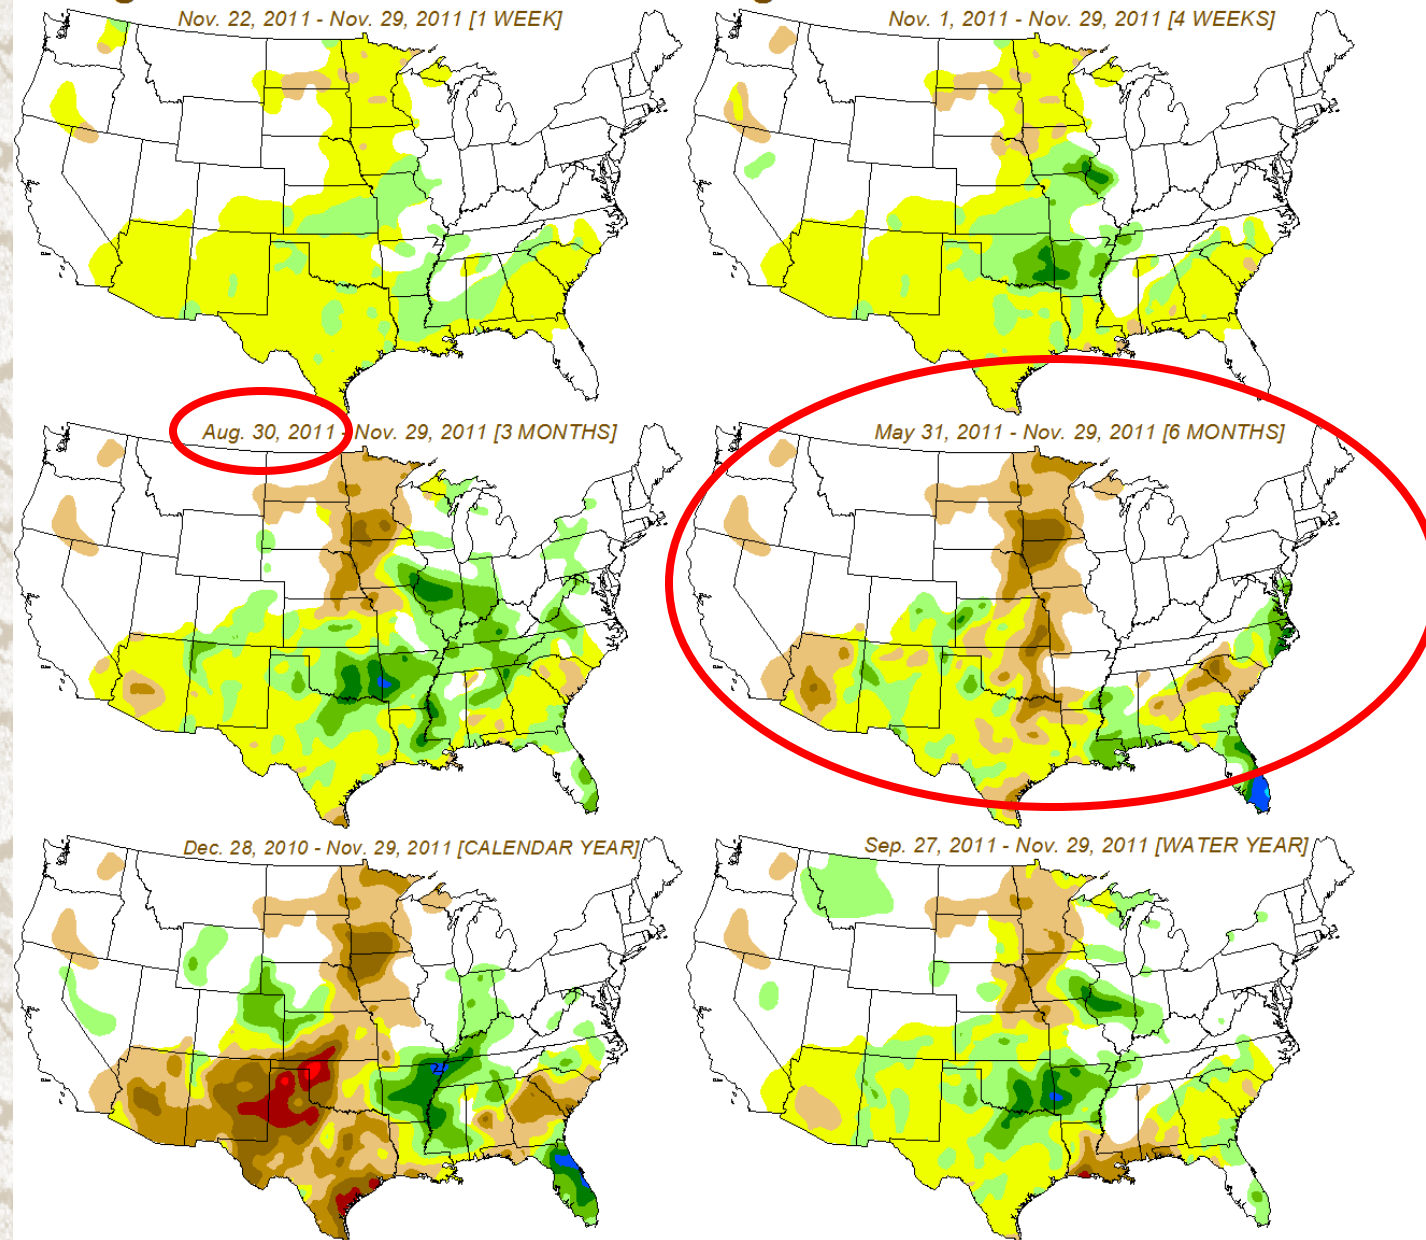 Nov. 22, 2011 - Nov. 29, 2011 [1 WEEK]
Nov. 1, 2011 - Nov. 29, 2011 [4 WEEKS]
Aug. 30, 2011 - Nov. 29, 2011 [3 MONTHS]
May 31, 2011 - Nov. 29, 2011 [6 MONTHS]
Dec. 28, 2010 - Nov. 29, 2011 [CALENDAR YEAR]
Sep. 27, 2011 - Nov. 29, 2011 [WATER YEAR]